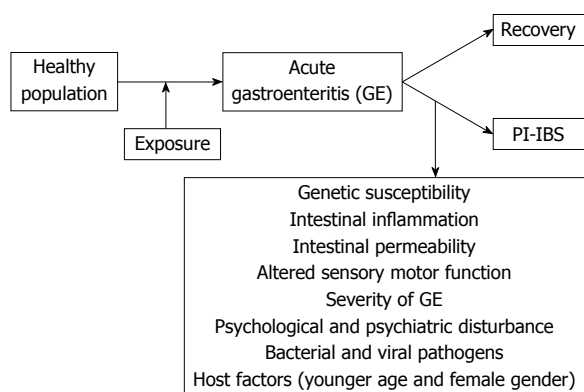 Recovery
Healthy
population
Acute
gastroenteritis (GE)
Exposure
PI-IBS
Genetic susceptibility
Intestinal inflammation
Intestinal permeability
Altered sensory motor function
Severity of GE
Psychological and psychiatric disturbance
Bacterial and viral pathogens
Host factors (younger age and female gender)